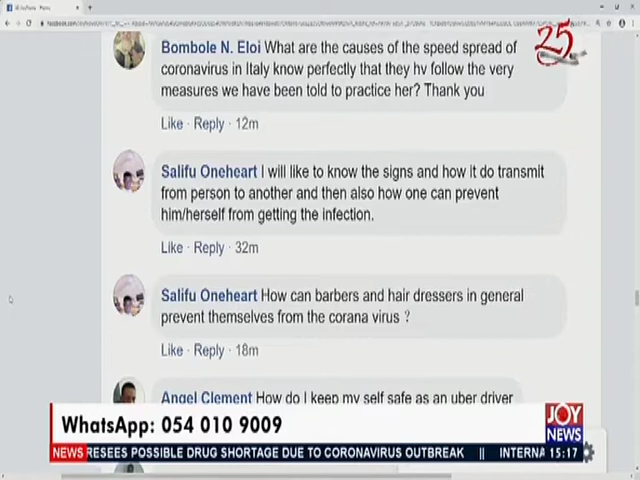 25
Bombole N. Eloi What are the causes of the speed spread of
coronavirus in Italy know perfectly that they hv follow the very
measures we have been told to practice her? Thank you
Like · Reply · 12m
Salifu Oneheart I will like to know the signs and how it do transmit
from person to another and then also how one can prevent
him/herself from getting the infection.
Like · Reply · 32m
Salifu Oneheart How can barbers and hair dressers in general
prevent themselves from the corana virus ?
Like · Reply · 18m
Angel Clement How do I keep my self safe as an uber driver
WhatsApp: 054 010 9009
JOY
NEWS
NEWS RESEES POSSIBLE DRUG SHORTAGE DUE TO CORONAVIRUS OUTBREAK || INTERNA 15:17